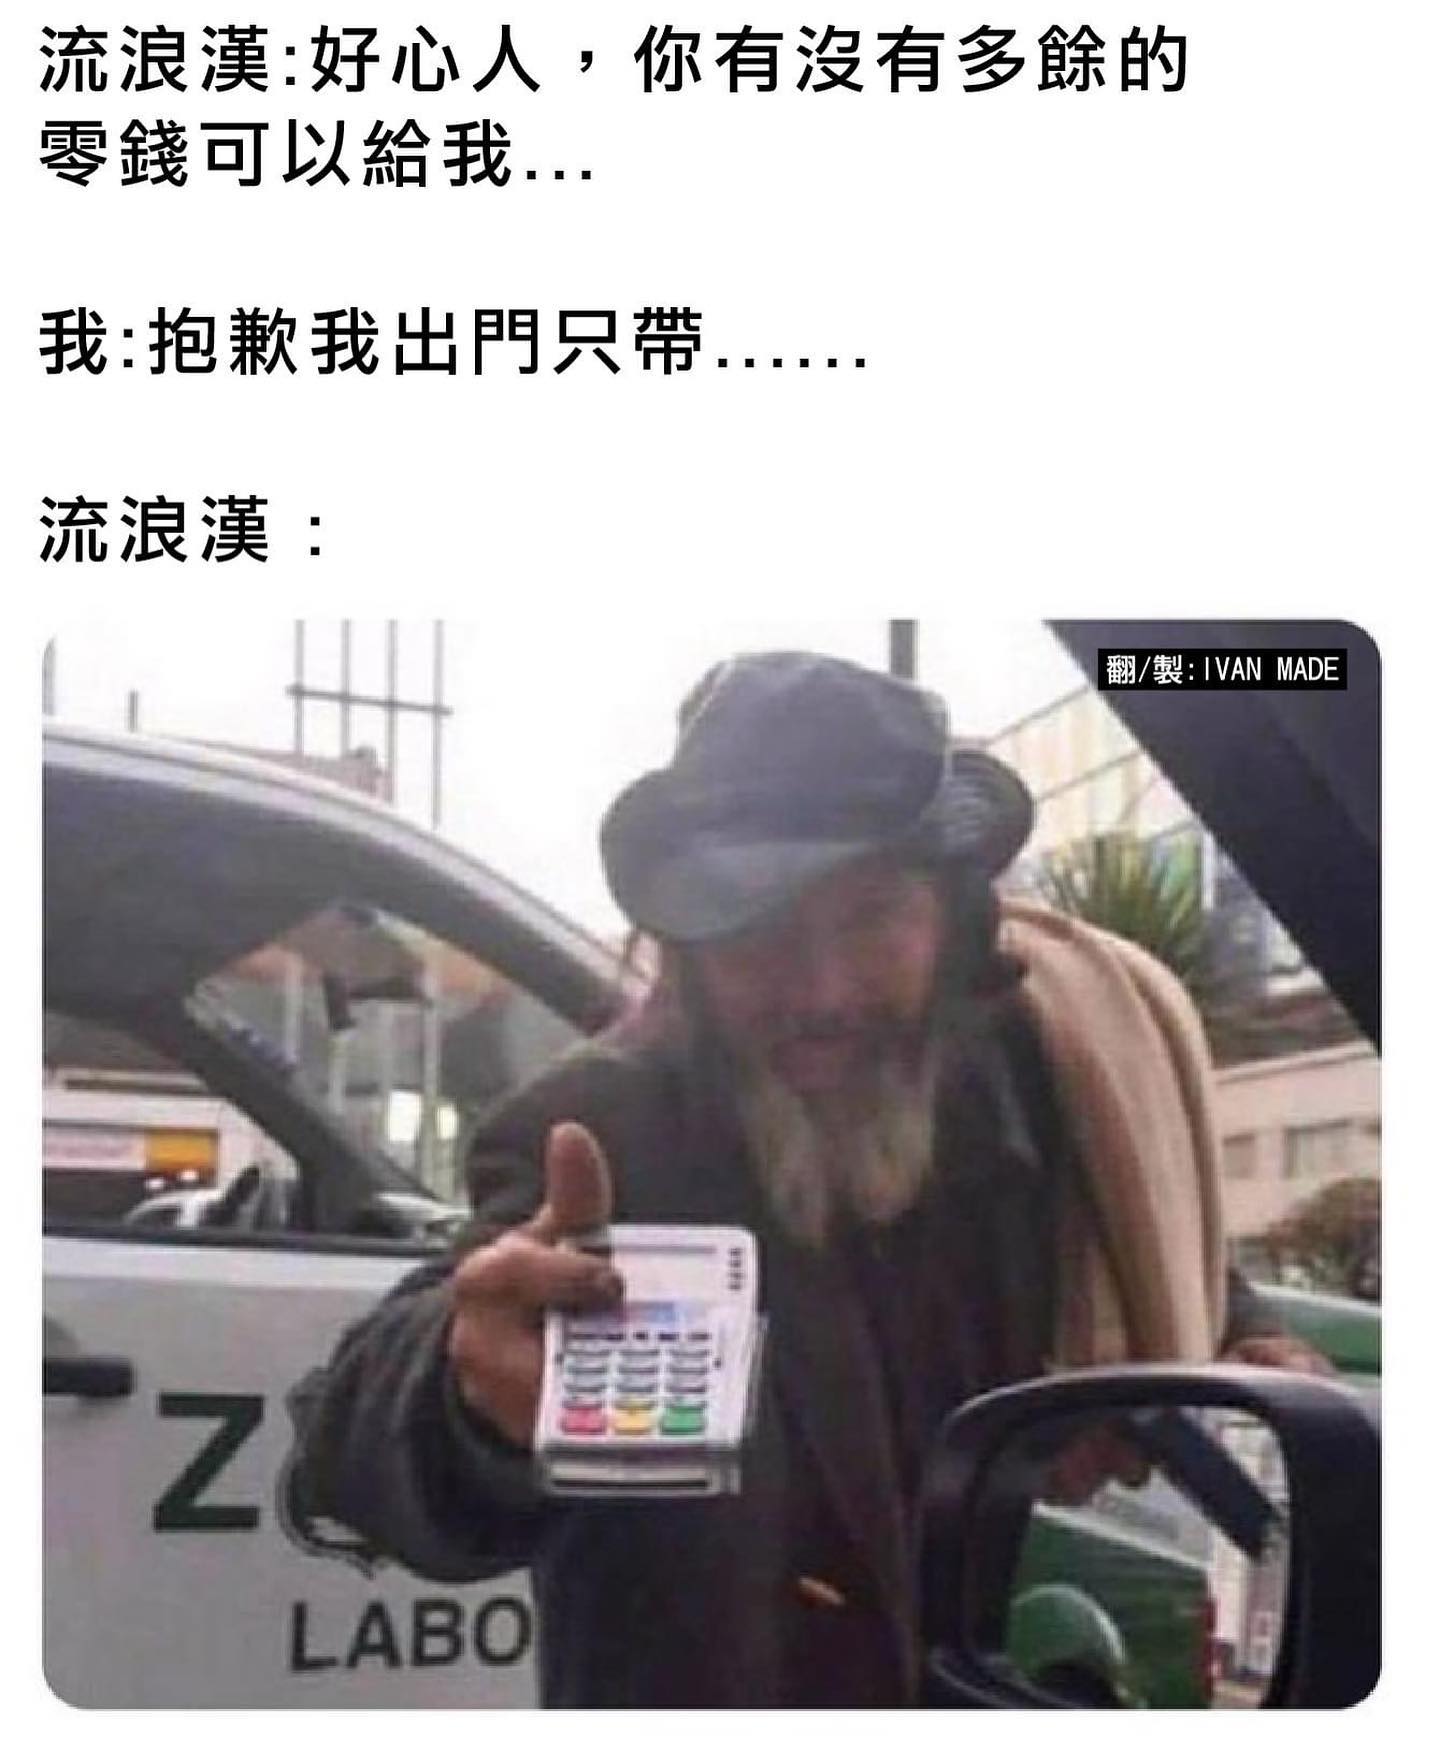 流浪漢:好心人，你有沒有多餘的
零錢可以給我...
我:抱歉我出門只帶......
流浪漢：
翻/製:IVAN MADE
Z
LABO